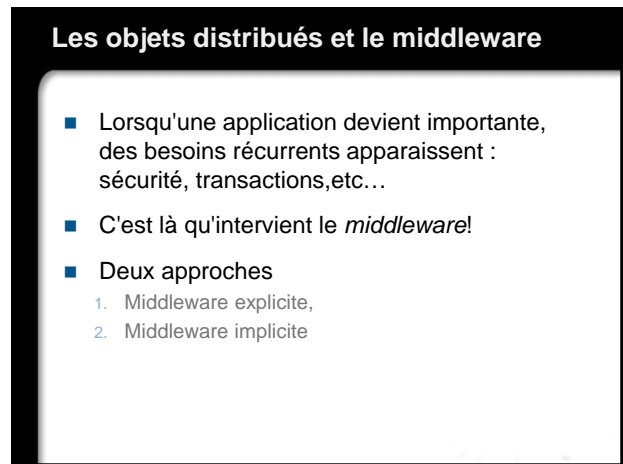 Les objets distribués et le middleware
■ Lorsqu'une application devient importante,
des besoins récurrents apparaissent :
sécurité, transactions,etc…
■ C'est là qu'intervient le middleware!
■ Deux approches
1. Middleware explicite,
2. Middleware implicite